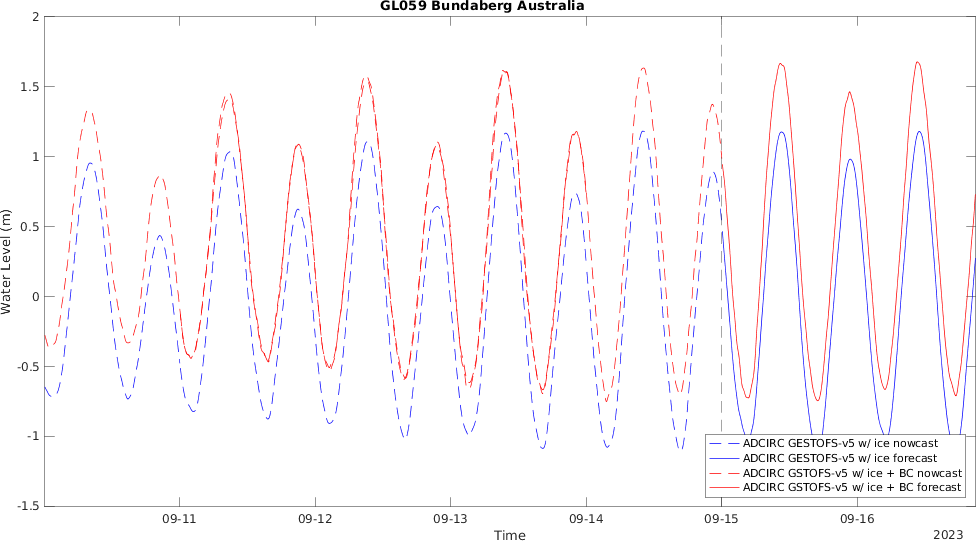 GL059 Bundaberg Australia
2
1.5
1
0.5
0
-0.5
-1
-1.5
Water Level (m)
09-11
09-12
09-13
09-14
09-15
09-16
Time
2023
ADCIRC GESTOFS-v5 w/ ice nowcast
ADCIRC GESTOFS-v5 w/ ice forecast
ADCIRC GSTOFS-v5 w/ ice + BC nowcast
ADCIRC GSTOFS-v5 w/ ice + BC forecast